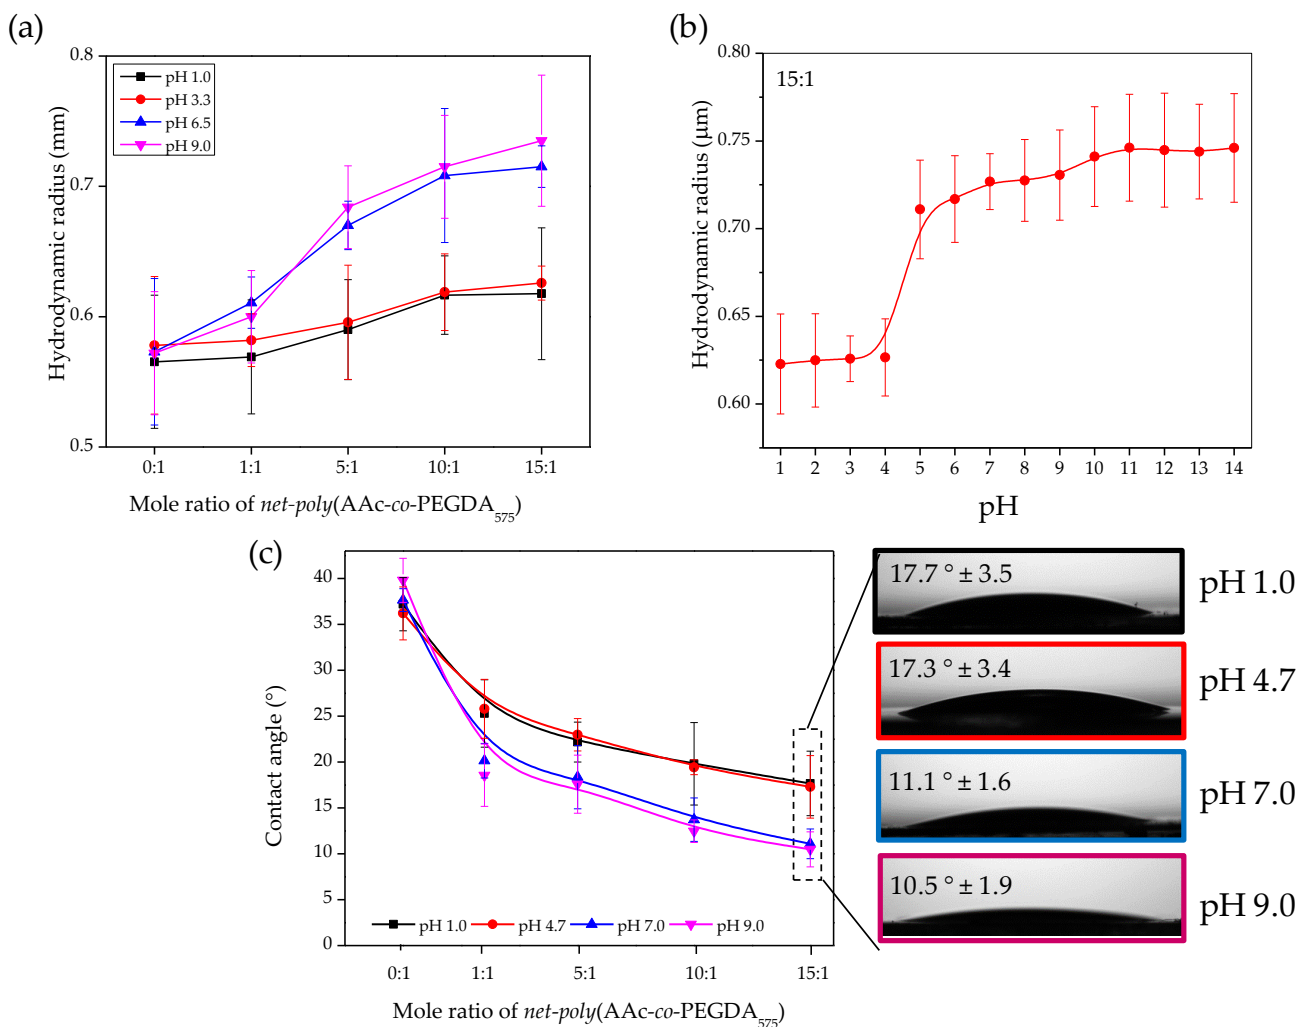 (a)
0.8
0.7
0.6
0.5
Hydrodynamic radius (mm)
pH 1.0
pH 3.3
pH 6.5
pH 9.0
0:1 1:1 5:1 10:1 15:1
Mole ratio of net-poly(AAc-co-PEGDA575)
(b)
0.80
0.75
0.70
0.65
0.60
Hydrodynamic radius (μm)
15:1
1 2 3 4 5 6 7 8 9 10 11 12 13 14
pH
(c)
40
35
30
25
20
15
10
5
0
Contact angle (°)
pH 1.0 pH 4.7 pH 7.0 pH 9.0
0:1 1:1 5:1 10:1 15:1
Mole ratio of net-poly(AAc-co-PEGDA575)
17.7 ° ± 3.5
pH 1.0
17.3 ° ± 3.4
pH 4.7
11.1 ° ± 1.6
pH 7.0
10.5 ° ± 1.9
pH 9.0